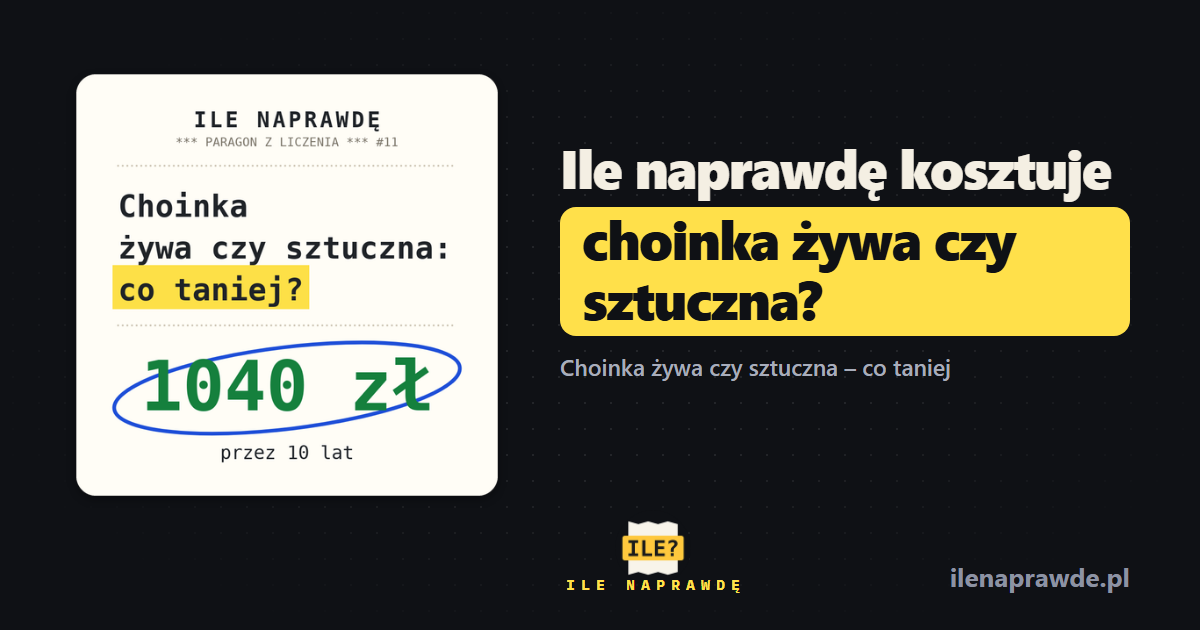 ILE NAPRAWDĘ
*** PARAGON Z LICZENIA *** #11
Choinka
żywa czy sztuczna:
co taniej?
1040 zł
przez 10 lat
Ile naprawdę kosztuje
choinka żywa czy
sztuczna?
Choinka żywa czy sztuczna – co taniej
ILE?
ILE NAPRAWDĘ
ilenaprawde.pl